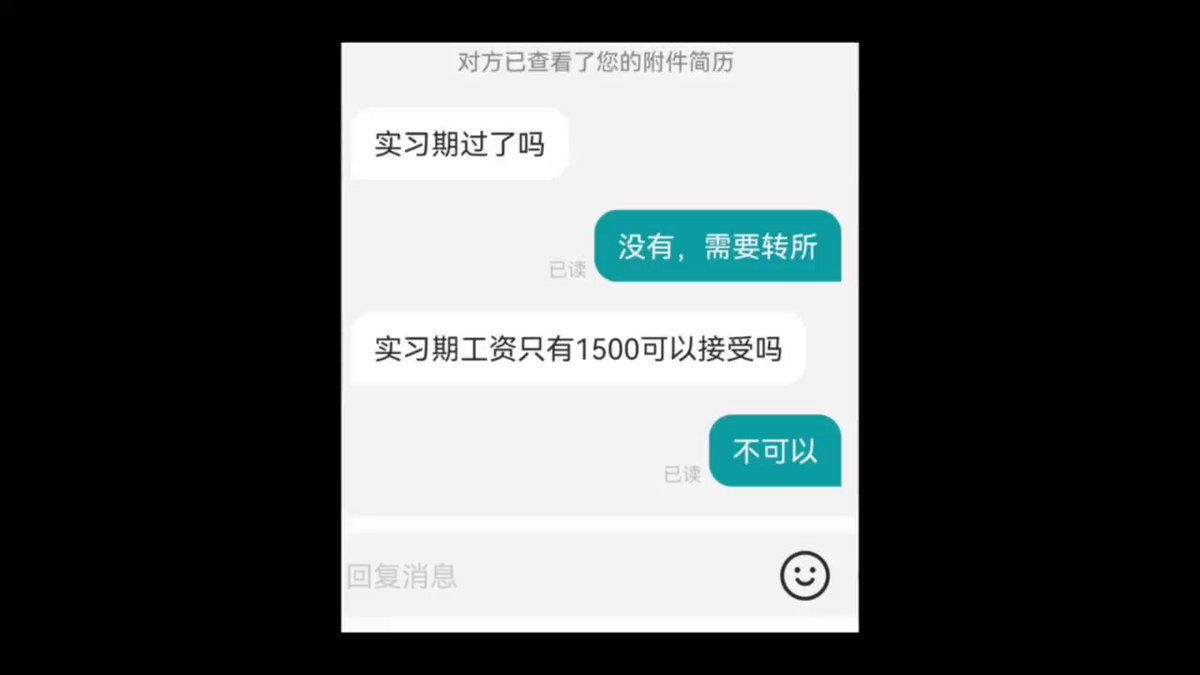 对方已查看了您的附件简历
实习期过了吗
没有，需要转所
已读
实习期工资只有1500可以接受吗
不可以
已读
回复消息